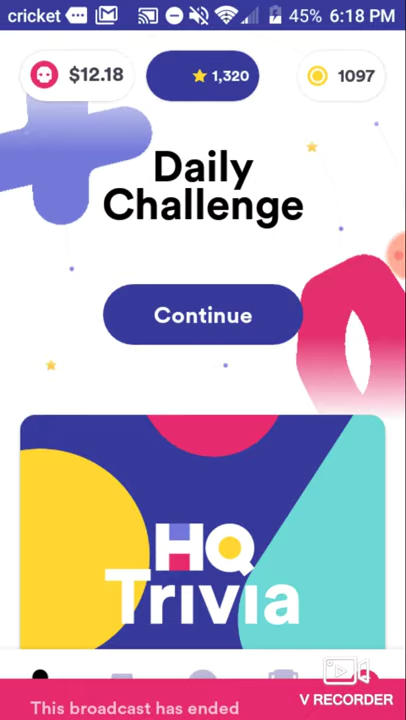 cricket 45% 6:18 PM
$12.18 1,320 1097
Daily
Challenge
Continue
HQ
Trivia
V RECORDER
This broadcast has ended